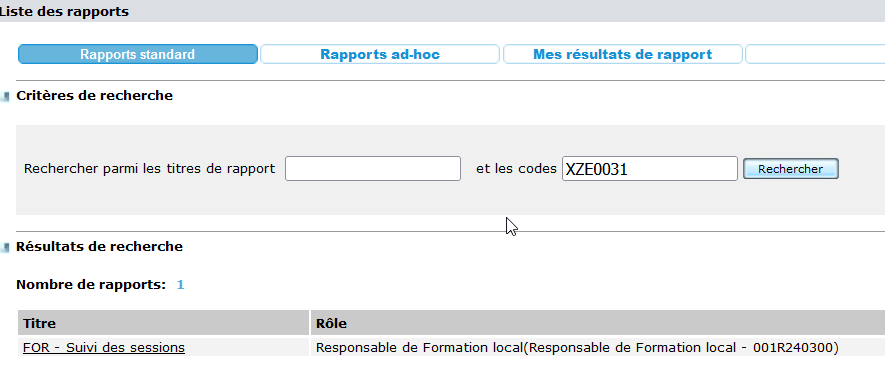 Liste des rapports
Rapports standard Rapports ad-hoc Mes résultats de rapport
Critères de recherche
Rechercher parmi les titres de rapport et les codes XZE0031 Rechercher
Résultats de recherche
Nombre de rapports: 1
Titre Rôle
FOR - Suivi des sessions Responsable de Formation local(Responsable de Formation local - 001R240300)